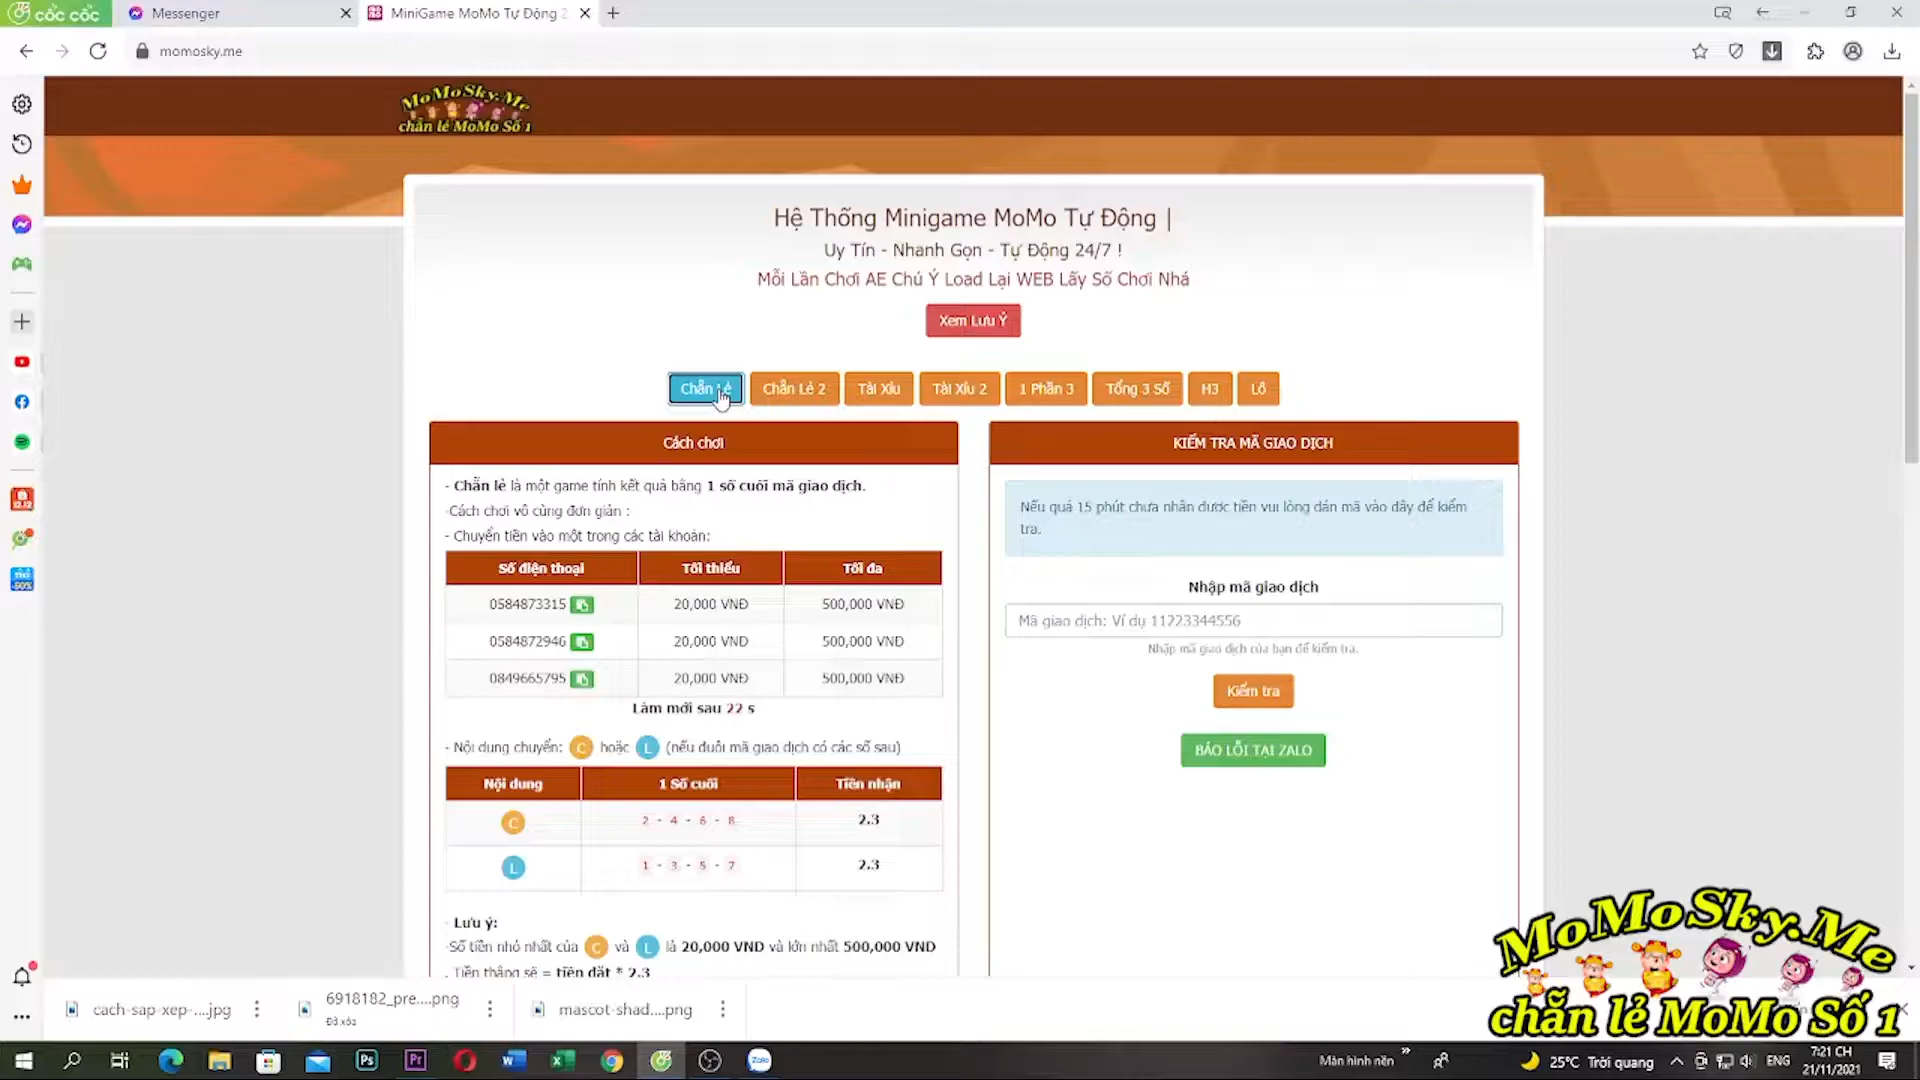 cốc cốc
Messenger
MiniGame MoMo Tự Động 2
momosky.me
MoMoSky.Me
chẵn lẻ MoMo Số 1
Hệ Thống Minigame MoMo Tự Động |
Uy Tín - Nhanh Gọn - Tự Động 24/7 !
Mỗi Lần Chơi AE Chú Ý Load Lại WEB Lấy Số Chơi Nhá
Xem Lưu Ý
Chẵn Lẻ
Chẵn Lẻ 2
Tài Xỉu
Tài Xỉu 2
1 Phần 3
Tổng 3 Số
H3
Lô
Cách chơi
- Chẵn lẻ là một game tính kết quả bằng 1 số cuối mã giao dịch.
-Cách chơi vô cùng đơn giản :
- Chuyển tiền vào một trong các tài khoản:
Số điện thoại Tối thiểu Tối đa
0584873315 20,000 VNĐ 500,000 VNĐ
0584872946 20,000 VNĐ 500,000 VNĐ
0849665795 20,000 VNĐ 500,000 VNĐ
Làm mới sau 22 s
- Nội dung chuyển: C hoặc L (nếu đuôi mã giao dịch có các số sau)
Nội dung 1 Số cuối Tiền nhận
C 2 - 4 - 6 - 8 2.3
L 1 - 3 - 5 - 7 2.3
- Lưu ý:
-Số tiền nhỏ nhất của C và L là 20,000 VNĐ và lớn nhất 500,000 VNĐ
- Tiền thắng sẽ = tiền đặt * 2.3
KIỂM TRA MÃ GIAO DỊCH
Nếu quá 15 phút chưa nhận được tiền vui lòng dán mã vào đây để kiểm
tra.
Nhập mã giao dịch
Mã giao dịch: Ví dụ 11223344556
Nhập mã giao dịch của bạn để kiểm tra.
Kiểm tra
BÁO LỖI TẠI ZALO
MoMoSky.Me
chẵn lẻ MoMo Số 1
cach-sap-xep-....jpg
6918182_pre....png
Đã xóa
mascot-shad....png
Ps
Pr
Zalo
Màn hình nền
25°C Trời quang
ENG
7:21 CH
21/11/2021